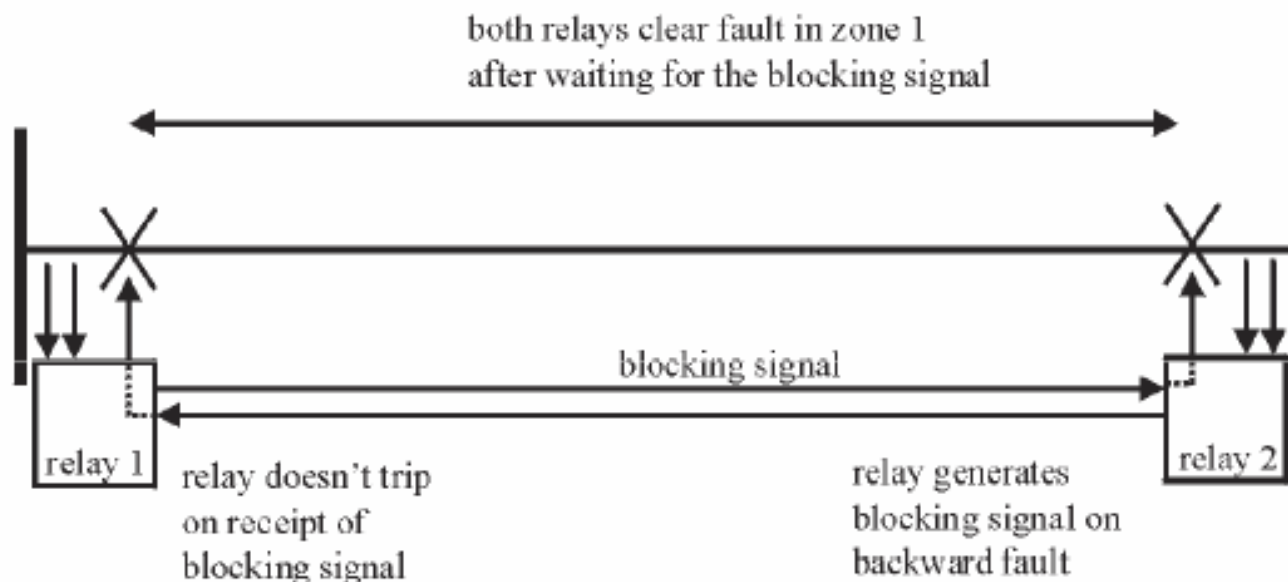 both relays clear fault in zone 1
after waiting for the blocking signal
blocking signal
relay 1
relay 2
relay doesn't trip
on receipt of
blocking signal
relay generates
blocking signal on
backward fault